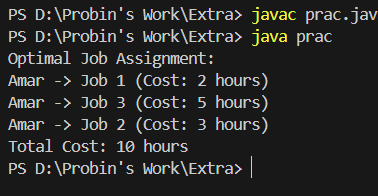 PS D:\Probin's Work\Extra> javac prac.jav
PS D:\Probin's Work\Extra> java prac
Optimal Job Assignment:
Amar -> Job 1 (Cost: 2 hours)
Amar -> Job 3 (Cost: 5 hours)
Amar -> Job 2 (Cost: 3 hours)
Total Cost: 10 hours
PS D:\Probin's Work\Extra>